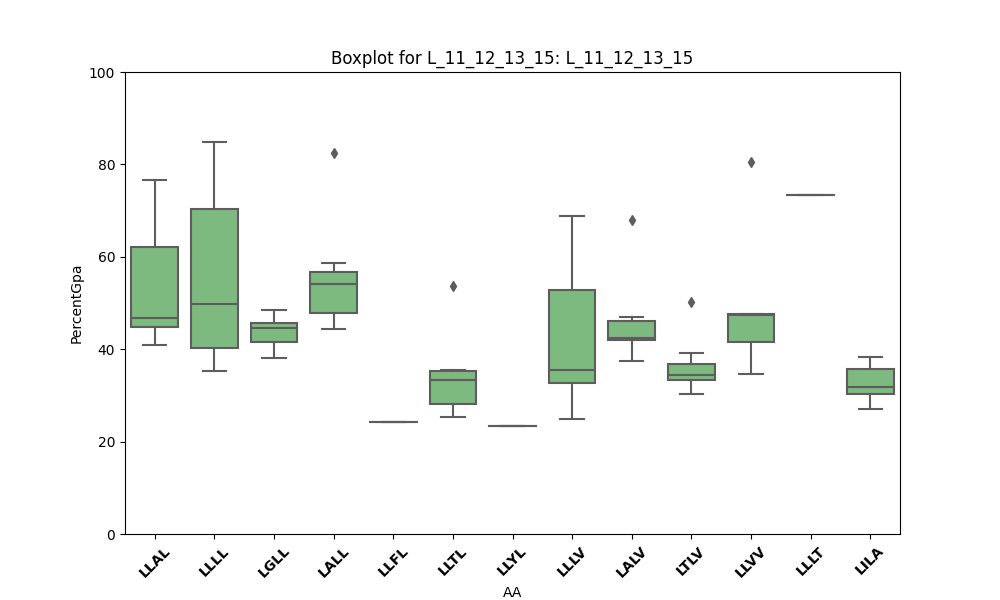 Boxplot for L_11_12_13_15: L_11_12_13_15
100
80
60
40
20
0
PercentGpa
LLAL LLLL LGLL LALL LLFL LLTL LLYL LLLV LALV LTLV LLVV LLLT LILA
AA